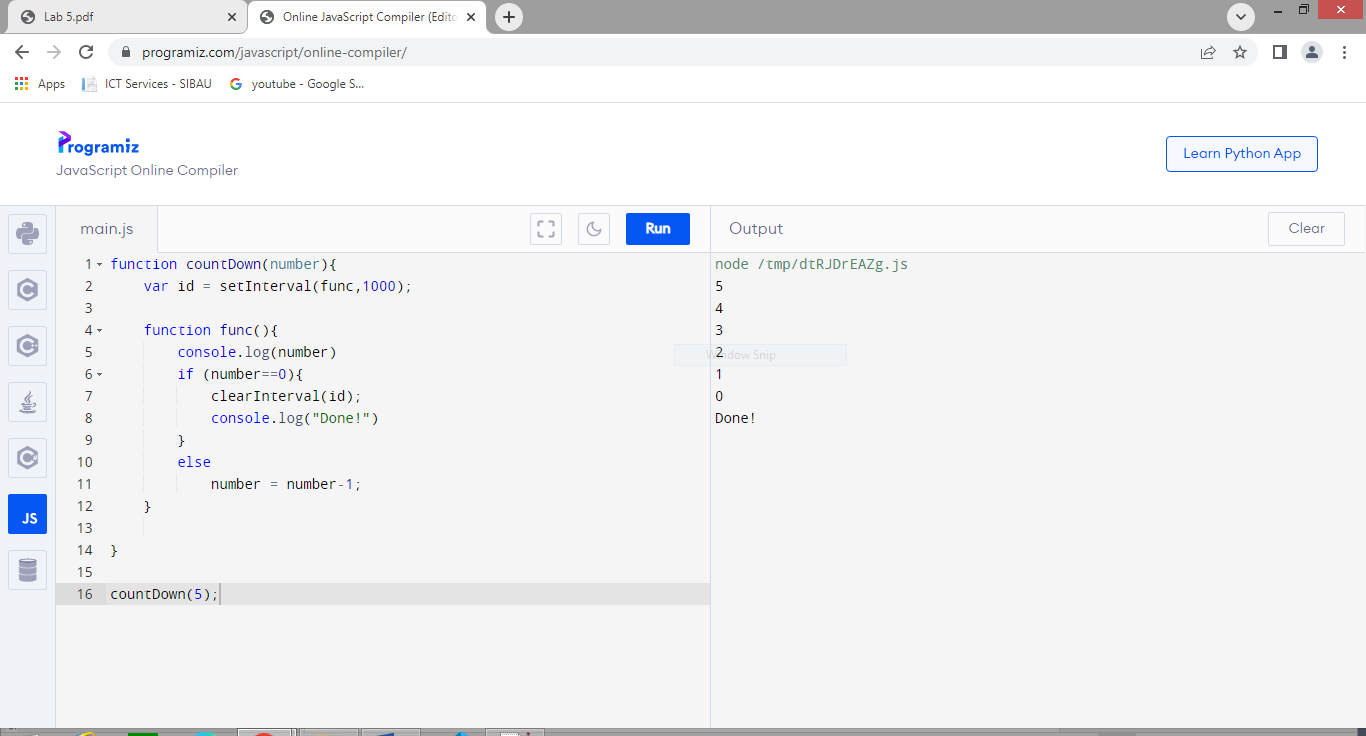 Lab 5.pdf
Online JavaScript Compiler (Edito
programiz.com/javascript/online-compiler/
Apps
ICT Services - SIBAU
youtube - Google S...
Programiz
JavaScript Online Compiler
Learn Python App
main.js
Run
Output
Clear
1 function countDown(number){
2 var id = setInterval(func,1000);
3
4 function func(){
5 console.log(number)
6 if (number==0){
7 clearInterval(id);
8 console.log("Done!")
9 }
10 else
11 number = number-1;
12 }
13
14 }
15
16 countDown(5);
JS
node /tmp/dtRJDrEAZg.js
5
4
3
2
Window Snip
1
0
Done!